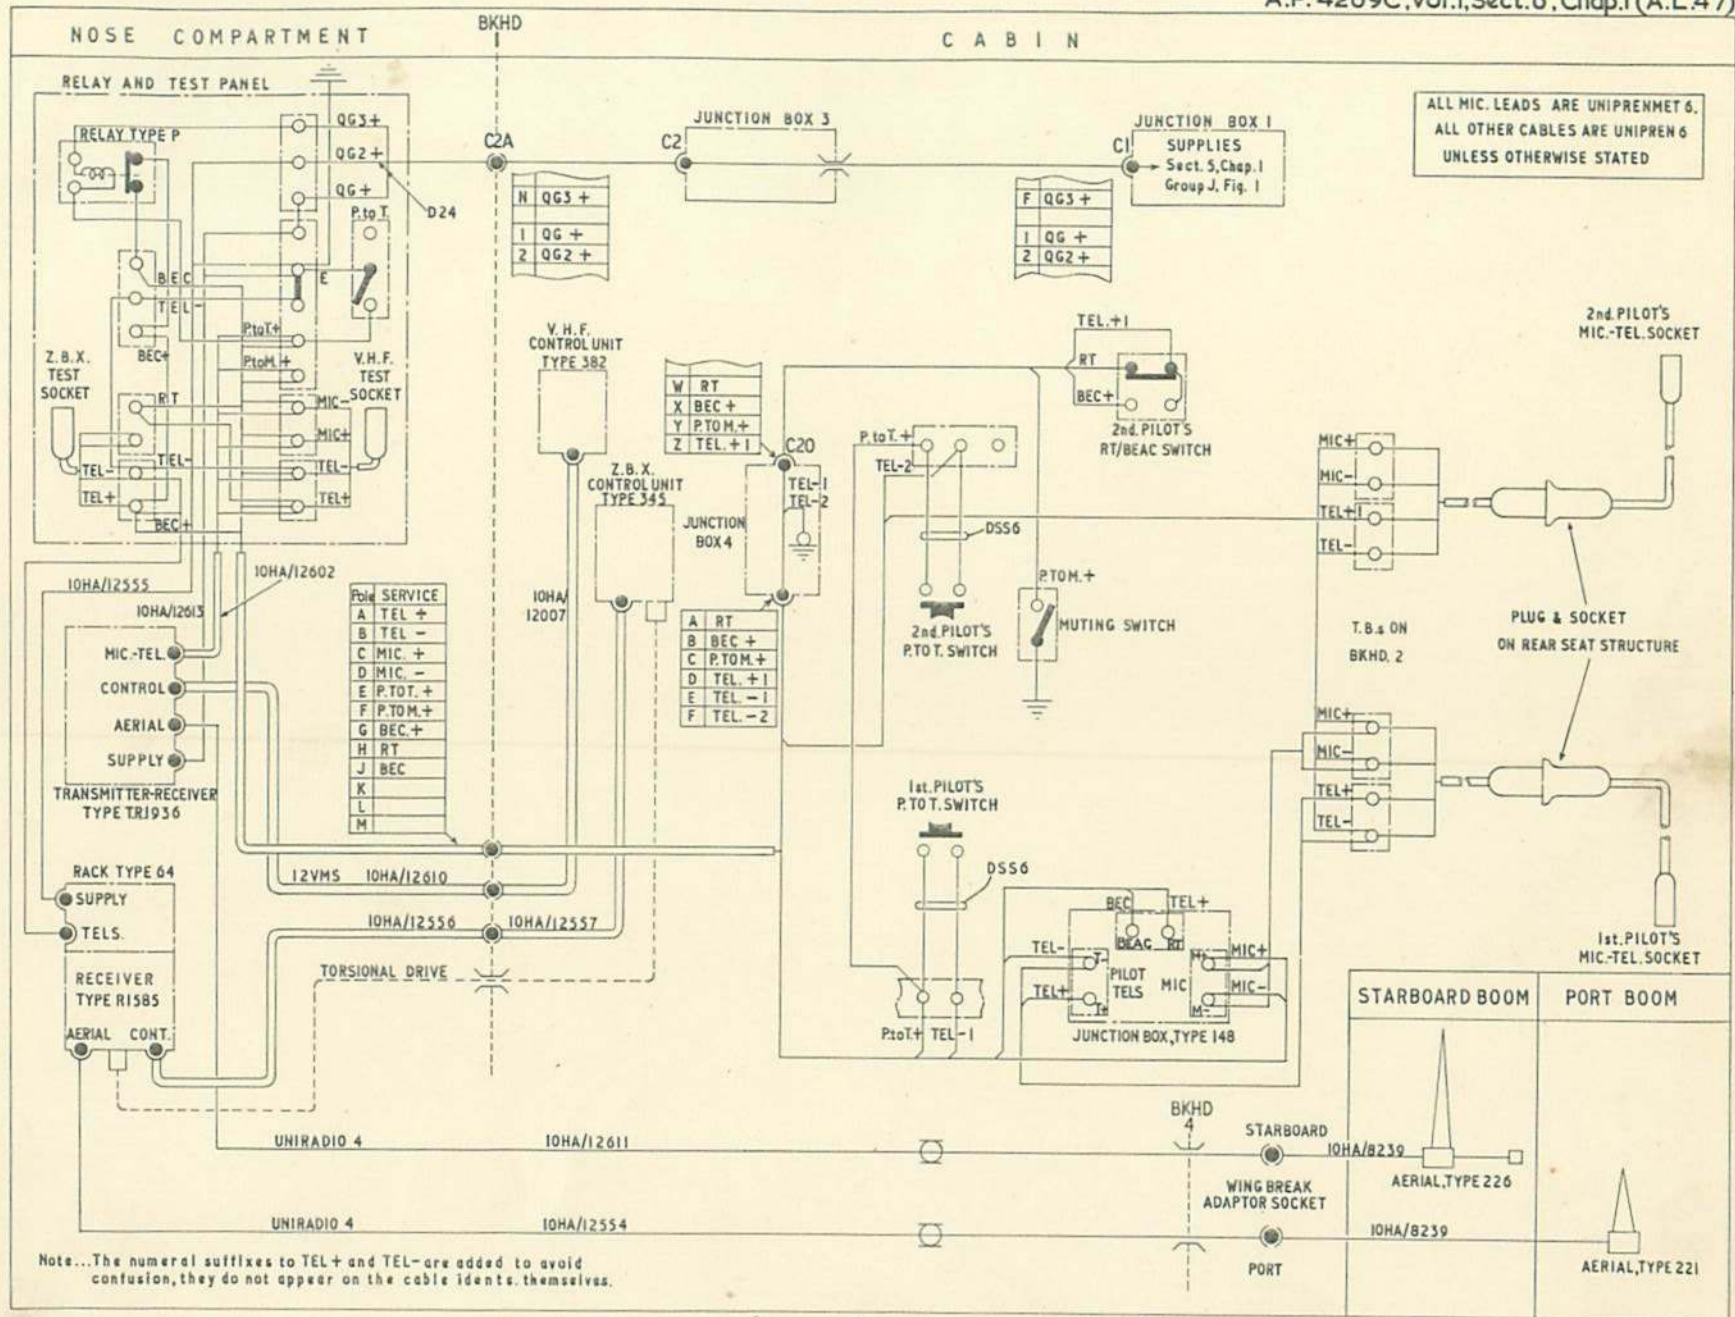 A.P. 4269C, Vol.1, Sect.6, Chap.1 (A.L.47)
NOSE COMPARTMENT
BKHD
CABIN
RELAY AND TEST PANEL
RELAY TYPE P
QG3+
QG2+
QG+
D24
P.to T.
E
BEC
TEL-
P.toT.+
BEC+
P.toM.+
Z.B.X.
TEST
SOCKET
V.H.F.
TEST
SOCKET
RT
MIC-
MIC+
TEL-
TEL-
TEL-
TEL+
TEL+
BEC+
C2A
N QG3 +
1 QG +
2 QG2 +
C2
JUNCTION BOX 3
C1
JUNCTION BOX 1
SUPPLIES
Sect. 5, Chap. 1
Group J, Fig. 1
F QG3 +
1 QG +
2 QG2 +
ALL MIC. LEADS ARE UNIPRENMET 6.
ALL OTHER CABLES ARE UNIPREN 6
UNLESS OTHERWISE STATED
10HA/12555
10HA/12602
10HA/12613
MIC.-TEL.
CONTROL
AERIAL
SUPPLY
TRANSMITTER-RECEIVER
TYPE T.R.1936
Pole SERVICE
A TEL +
B TEL -
C MIC. +
D MIC. -
E P.TOT. +
F P.TOM.+
G BEC.+
H RT
J BEC
K
L
M
V.H.F.
CONTROL UNIT
TYPE 382
10HA/
12007
Z.B.X.
CONTROL UNIT
TYPE 345
W RT
X BEC +
Y P.TOM.+
Z TEL.+1
C20
TEL-1
TEL-2
JUNCTION
BOX 4
A RT
B BEC +
C P.TOM.+
D TEL. +1
E TEL. -1
F TEL. -2
TEL.+1
RT
BEC+
2nd. PILOT'S
RT/BEAC SWITCH
P.toT.+
TEL-2
DSS6
2nd. PILOT'S
P.TO T. SWITCH
P.TOM.+
MUTING SWITCH
2nd. PILOT'S
MIC.-TEL. SOCKET
MIC+
MIC-
TEL+1
TEL-
T.B.s ON
BKHD. 2
PLUG & SOCKET
ON REAR SEAT STRUCTURE
MIC+
MIC-
TEL+
TEL-
1st. PILOT'S
MIC.-TEL. SOCKET
RACK TYPE 64
SUPPLY
TELS.
RECEIVER
TYPE R1585
AERIAL CONT.
12VMS 10HA/12610
10HA/12556
10HA/12557
TORSIONAL DRIVE
1st. PILOT'S
P. TO T. SWITCH
DSS6
P.toT.+ TEL-1
BEC
TEL+
BEAC RT
TEL-
T-
PILOT
TELS
MIC
M+
MIC+
TEL+
T+
M-
MIC-
JUNCTION BOX, TYPE 148
STARBOARD BOOM
PORT BOOM
UNIRADIO 4
10HA/12611
BKHD
4
STARBOARD
10HA/8239
AERIAL, TYPE 226
WING BREAK
ADAPTOR SOCKET
UNIRADIO 4
10HA/12554
PORT
10HA/8239
AERIAL, TYPE 221
Note...The numeral suffixes to TEL+ and TEL- are added to avoid
confusion, they do not appear on the cable idents. themselves.